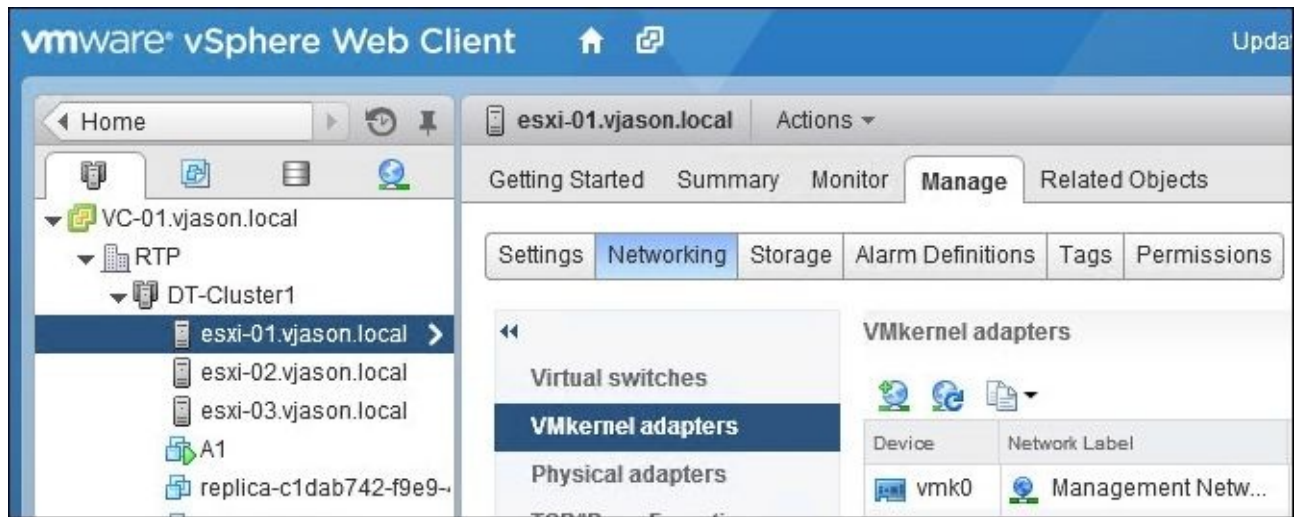 vmware® vSphere Web Client
Upda
Home
esxi-01.vjason.local
Actions
Getting Started Summary Monitor Manage Related Objects
VC-01.vjason.local
RTP
DT-Cluster1
esxi-01.vjason.local
esxi-02.vjason.local
esxi-03.vjason.local
A1
replica-c1dab742-f9e9-
Settings Networking Storage Alarm Definitions Tags Permissions
Virtual switches
VMkernel adapters
Physical adapters
VMkernel adapters
Device Network Label
vmk0 Management Netw...